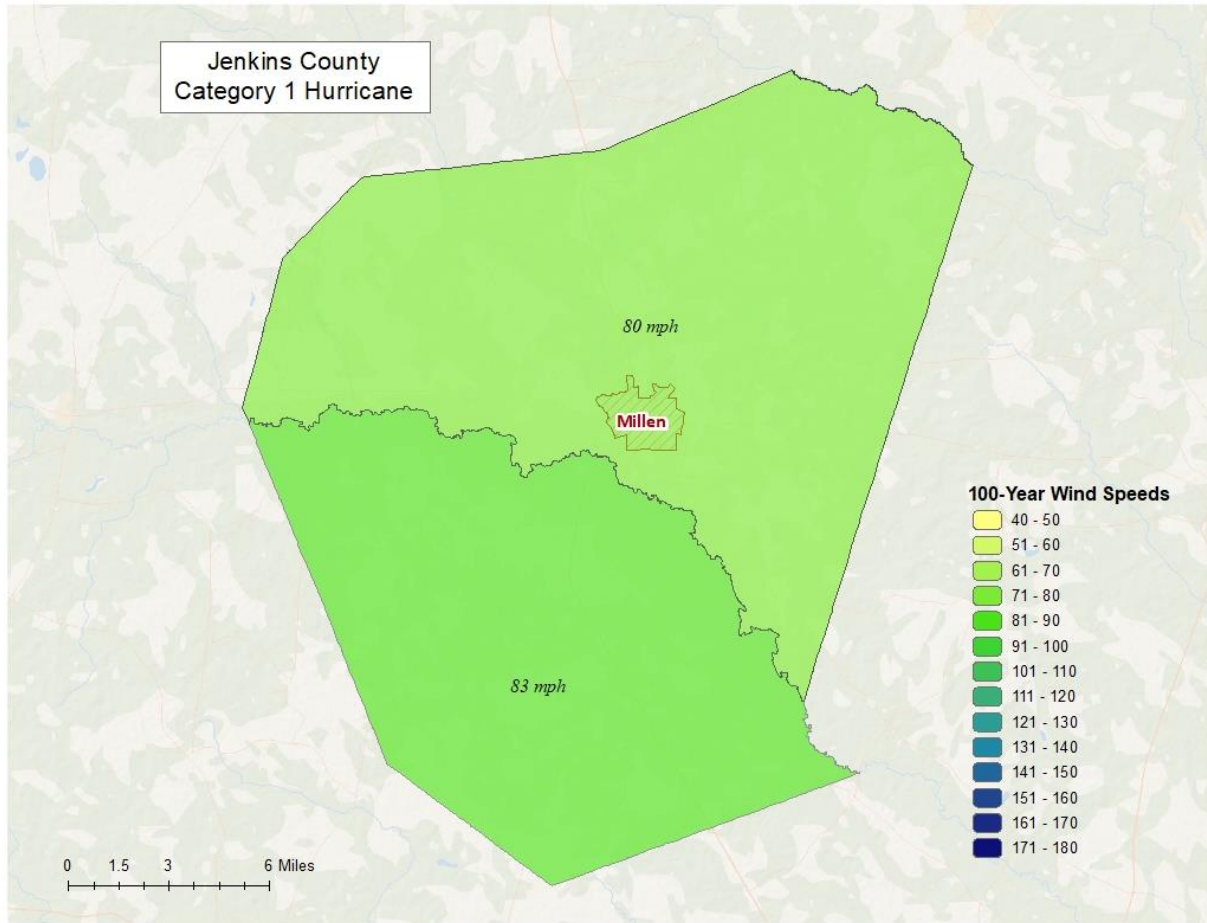 Jenkins County
Category 1 Hurricane
80 mph
Millen
83 mph
100-Year Wind Speeds
40 - 50
51 - 60
61 - 70
71 - 80
81 - 90
91 - 100
101 - 110
111 - 120
121 - 130
131 - 140
141 - 150
151 - 160
161 - 170
171 - 180
0 1.5 3 6 Miles